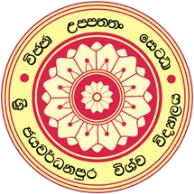 විජ්ජා උප්පතතං සෙට්ඨා
ශ්‍රී ජයවර්ධනපුර විශ්ව විද්‍යාලය